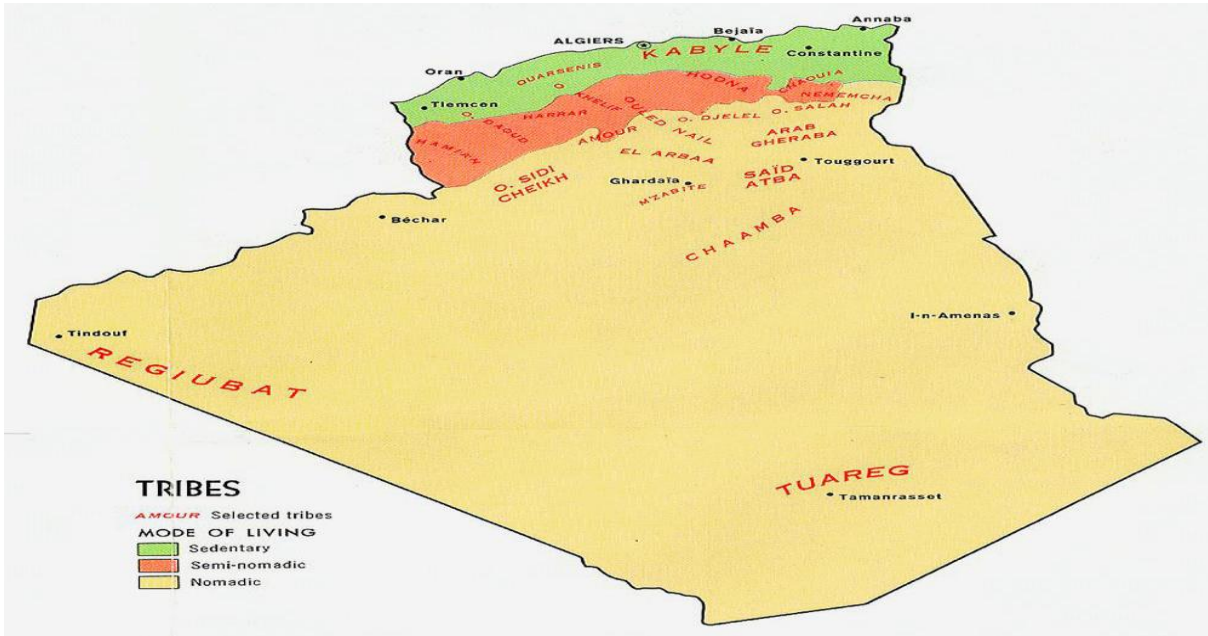 Annaba
Bejaïa
ALGIERS
KABYLE
Constantine
Oran
OUARSENIS
HODNA
CHAOUIA
NEMEMCHA
Tlemcen
O. KHELIF
O. DAOUD
HARRAR
OULED NAIL
O. DJELEL
O. SALAH
HAMIAN
AMOUR
ARAB
GHERABA
EL ARBAA
Touggourt
O. SIDI
CHEIKH
Ghardaïa
M'ZABITE
SAÏD
ATBA
Béchar
CHAAMBA
I-n-Amenas
Tindouf
REGIUBAT
TUAREG
Tamanrasset
TRIBES
AMOUR Selected tribes
MODE OF LIVING
Sedentary
Semi-nomadic
Nomadic